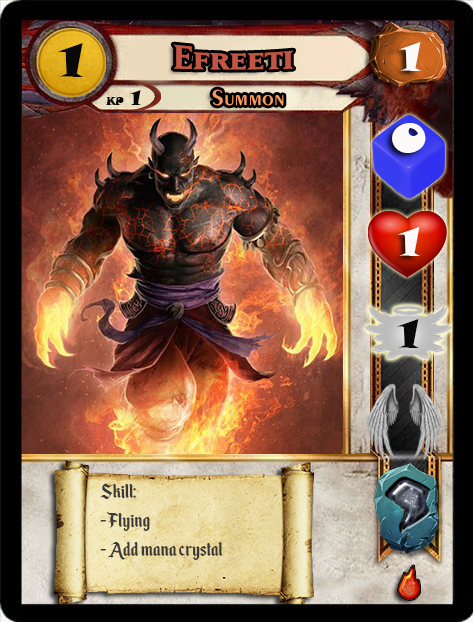 1
Efreeti
1
KP 1
Summon
1
1
Skill:
- Flying
- Add mana crystal